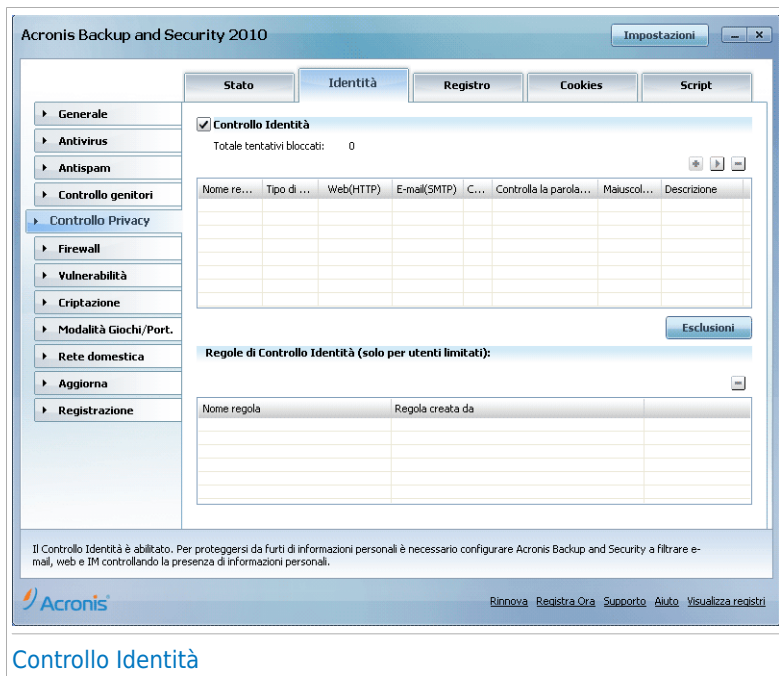 Acronis Backup and Security 2010
Impostazioni
Stato
Identità
Registro
Cookies
Script
Generale
Antivirus
Antispam
Controllo genitori
Controllo Privacy
Firewall
Vulnerabilità
Criptazione
Modalità Giochi/Port.
Rete domestica
Aggiorna
Registrazione
Controllo Identità
Totale tentativi bloccati: 0
Nome re... Tipo di ... Web(HTTP) E-mail(SMTP) C... Controlla la parola... Maiuscol... Descrizione
Esclusioni
Regole di Controllo Identità (solo per utenti limitati):
Nome regola Regola creata da
Il Controllo Identità è abilitato. Per proteggersi da furti di informazioni personali è necessario configurare Acronis Backup and Security a filtrare e-
mail, web e IM controllando la presenza di informazioni personali.
Acronis
Rinnova Registra Ora Supporto Aiuto Visualizza registri
Controllo Identità